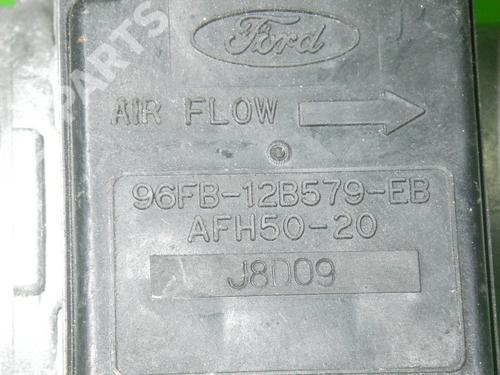 Ford
AIR FLOW
96FB-12B579-EB
AFH50-20
J8D09
PARTS